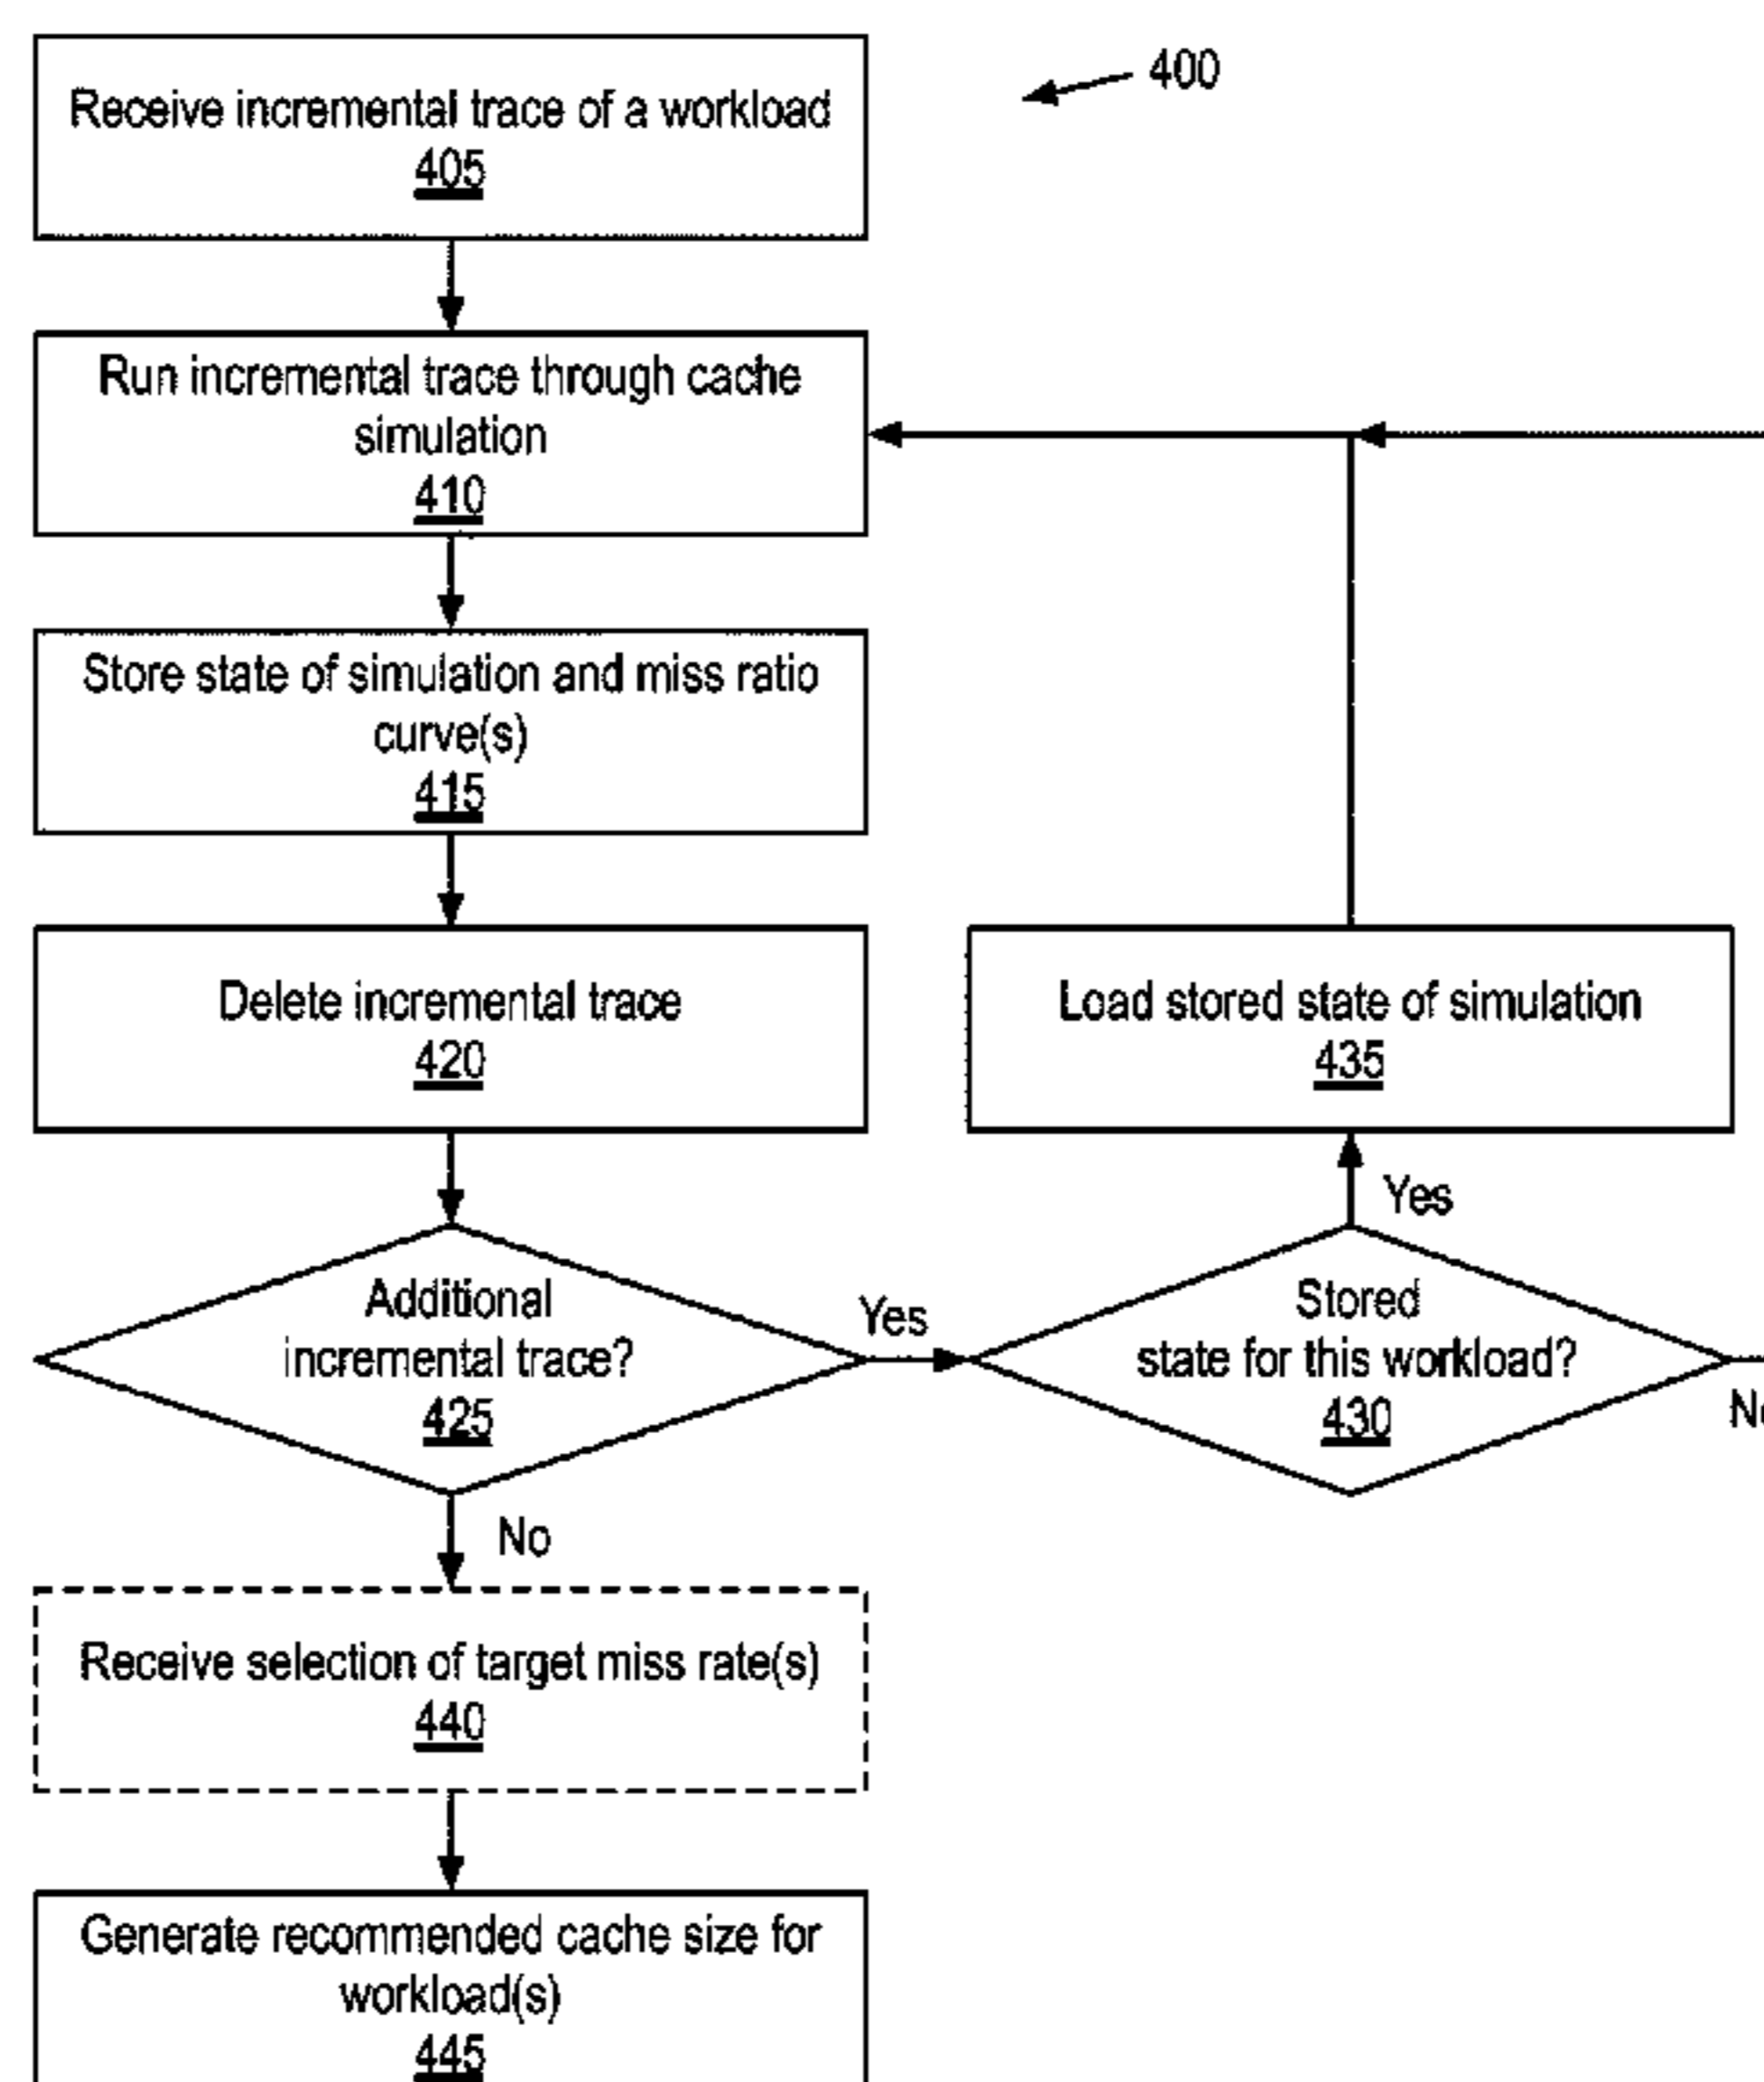 400
Receive incremental trace of a workload
405
Run incremental trace through cache
simulation
410
Store state of simulation and miss ratio
curve(s)
415
Delete incremental trace
420
Load stored state of simulation
435
Yes
Additional
incremental trace?
425
Yes
Stored
state for this workload?
430
No
Receive selection of target miss rate(s)
440
Generate recommended cache size for
workload(s)
445